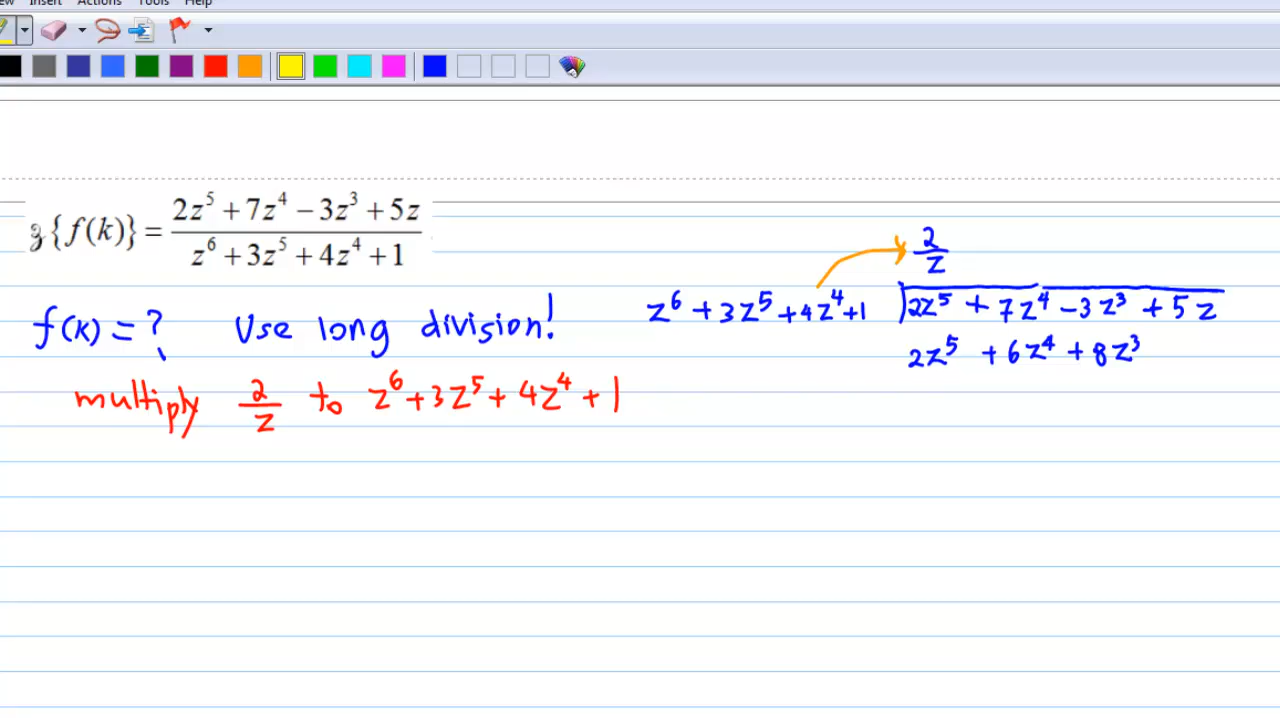 Insert Actions Tools Help
𝓏{f(k)} = (2z⁵ + 7z⁴ − 3z³ + 5z) / (z⁶ + 3z⁵ + 4z⁴ + 1)
2/z
z⁶ + 3z⁵ + 4z⁴ + 1 ) 2z⁵ + 7z⁴ − 3z³ + 5z
f(k) = ? Use long division!
2z⁵ + 6z⁴ + 8z³
multiply 2/z to z⁶ + 3z⁵ + 4z⁴ + 1